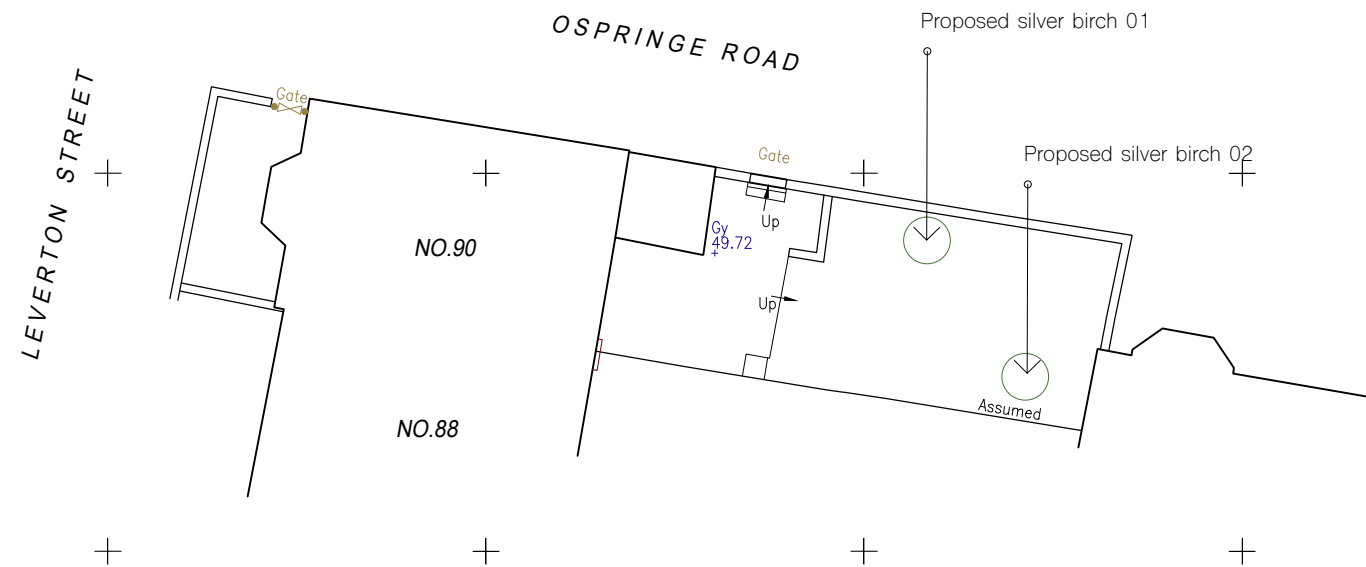 Proposed silver birch 01
OSPRINGE ROAD
LEVERTON STREET
Gate
Gate
Proposed silver birch 02
Up
Gy
49.72
NO.90
Up
Assumed
NO.88